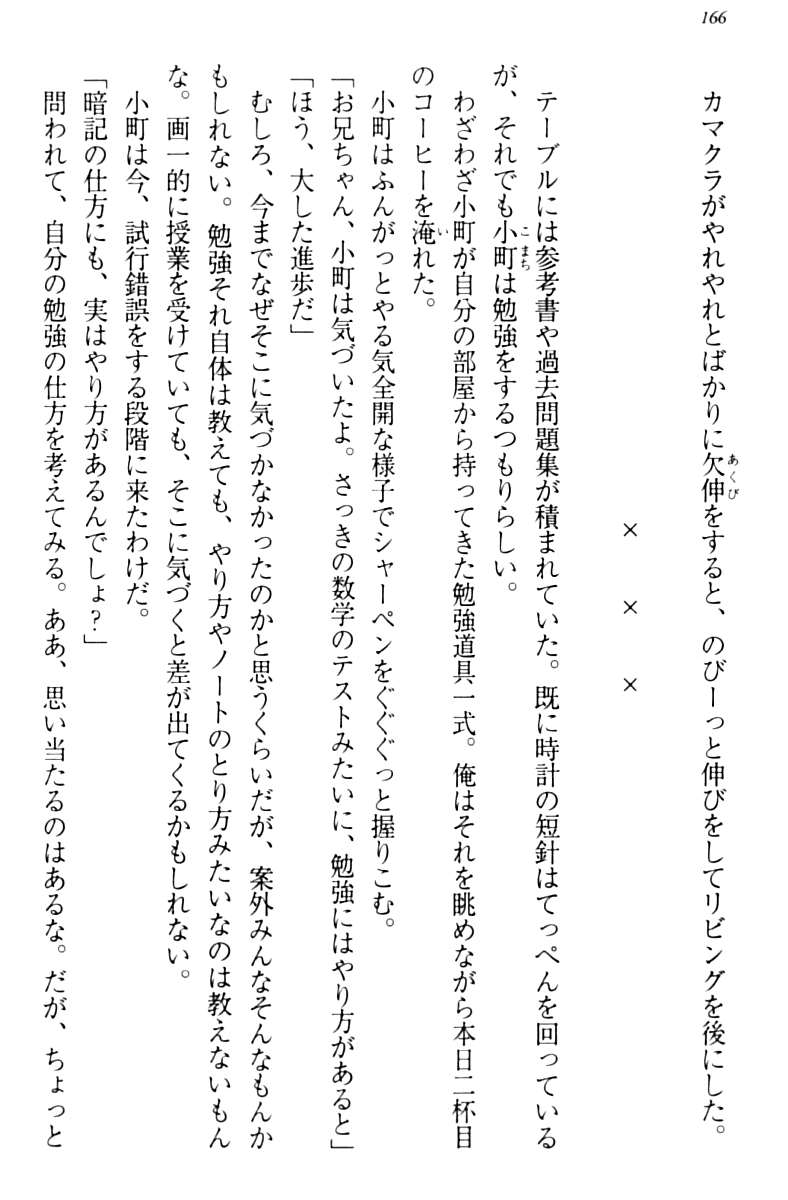 166
カマクラがやれやれとばかりに欠伸をすると、のびーっと伸びをしてリビングを後にした。
× × ×
テーブルには参考書や過去問題集が積まれていた。既に時計の短針はてっぺんを回っている
が、それでも小町は勉強をするつもりらしい。
わざわざ小町が自分の部屋から持ってきた勉強道具一式。俺はそれを眺めながら本日二杯目
のコーヒーを淹れた。
小町はふんがっとやる気全開な様子でシャーペンをぐぐぐっと握りこむ。
「お兄ちゃん、小町は気づいたよ。さっきの数学のテストみたいに、勉強にはやり方があると」
「ほう、大した進歩だ」
むしろ、今までなぜそこに気づかなかったのかと思うくらいだが、案外みんなそんなもんか
もしれない。勉強それ自体は教えても、やり方やノートのとり方みたいなのは教えないもん
な。画一的に授業を受けていても、そこに気づくと差が出てくるかもしれない。
小町は今、試行錯誤をする段階に来たわけだ。
「暗記の仕方にも、実はやり方があるんでしょ?」
問われて、自分の勉強の仕方を考えてみる。ああ、思い当たるのはあるな。だが、ちょっと